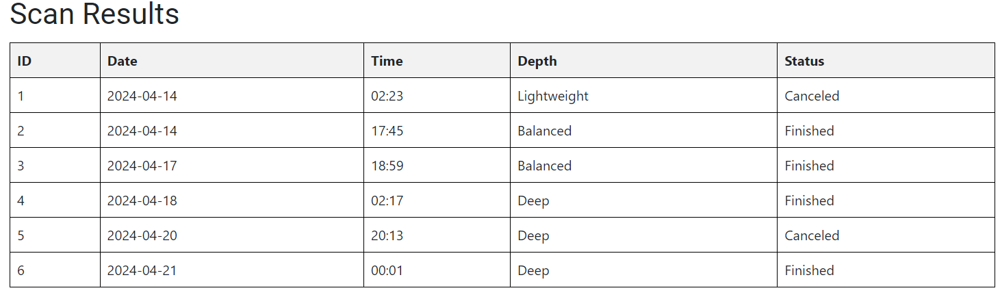 Scan Results
ID Date Time Depth Status
1 2024-04-14 02:23 Lightweight Canceled
2 2024-04-14 17:45 Balanced Finished
3 2024-04-17 18:59 Balanced Finished
4 2024-04-18 02:17 Deep Finished
5 2024-04-20 20:13 Deep Canceled
6 2024-04-21 00:01 Deep Finished